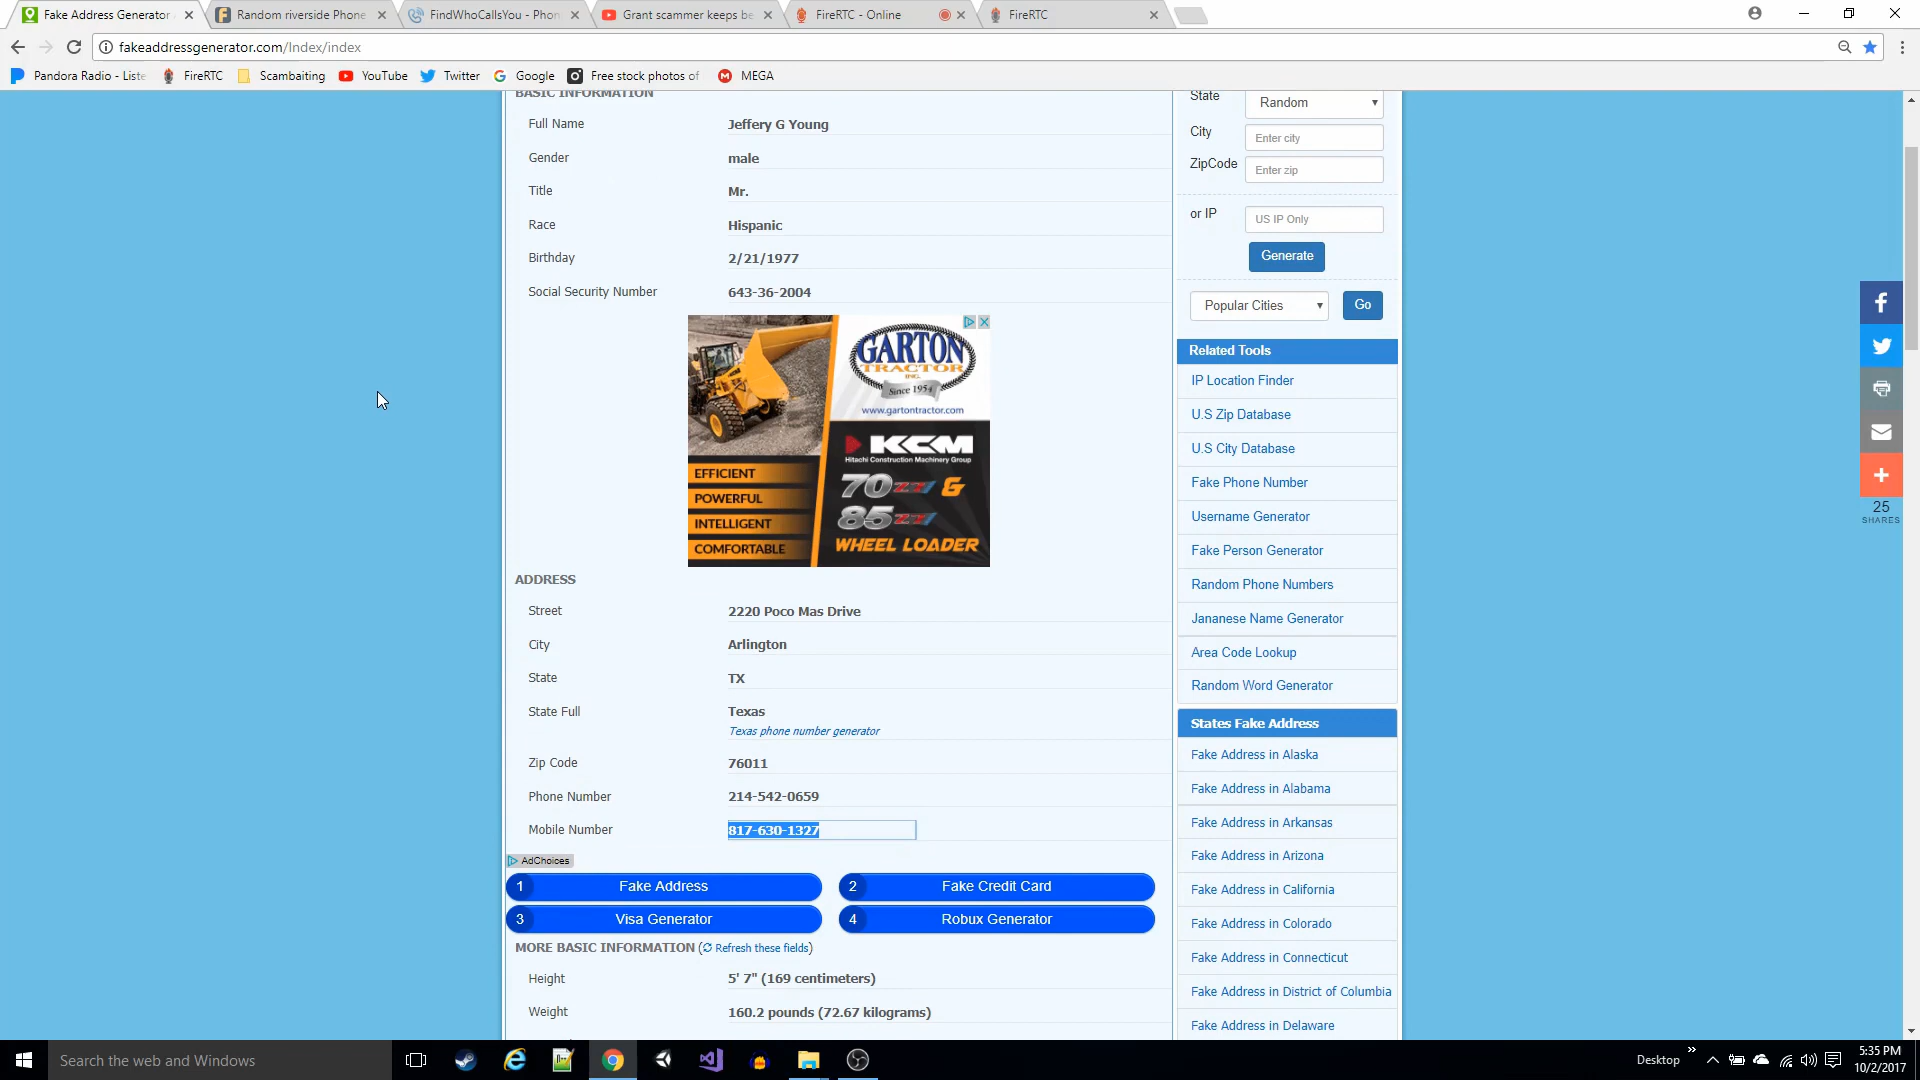 Fake Address Generator
Random riverside Phone
FindWhoCallsYou - Phon
Grant scammer keeps be
FireRTC - Online
FireRTC
fakeaddressgenerator.com/Index/index
Pandora Radio - Liste
FireRTC
Scambaiting
YouTube
Twitter
Google
Free stock photos of
MEGA
BASIC INFORMATION
Full Name Jeffery G Young
Gender male
Title Mr.
Race Hispanic
Birthday 2/21/1977
Social Security Number 643-36-2004
GARTON
TRACTOR
INC.
Since 1954
www.gartontractor.com
KCM
Hitachi Construction Machinery Group
EFFICIENT
POWERFUL
INTELLIGENT
COMFORTABLE
70Z7 &
85Z7
WHEEL LOADER
ADDRESS
Street 2220 Poco Mas Drive
City Arlington
State TX
State Full Texas
Texas phone number generator
Zip Code 76011
Phone Number 214-542-0659
Mobile Number 817-630-1327
AdChoices
1 Fake Address
2 Fake Credit Card
3 Visa Generator
4 Robux Generator
MORE BASIC INFORMATION (Refresh these fields)
Height 5' 7" (169 centimeters)
Weight 160.2 pounds (72.67 kilograms)
State Random
City Enter city
ZipCode Enter zip
or IP US IP Only
Generate
Popular Cities Go
Related Tools
IP Location Finder
U.S Zip Database
U.S City Database
Fake Phone Number
Username Generator
Fake Person Generator
Random Phone Numbers
Jananese Name Generator
Area Code Lookup
Random Word Generator
States Fake Address
Fake Address in Alaska
Fake Address in Alabama
Fake Address in Arkansas
Fake Address in Arizona
Fake Address in California
Fake Address in Colorado
Fake Address in Connecticut
Fake Address in District of Columbia
Fake Address in Delaware
25
SHARES
Search the web and Windows
Desktop
5:35 PM
10/2/2017